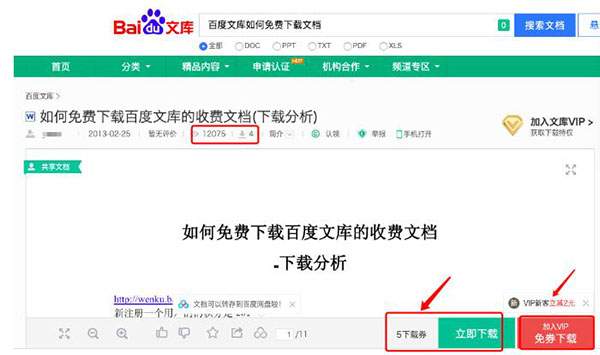 Bai du 文库
百度文库如何免费下载文档
0
搜索文档
悬
全部 DOC PPT TXT PDF XLS
首页 分类 精品内容 申请认证 HOT 机构合作 频道专区
百度文库 >
W 如何免费下载百度文库的收费文档(下载分析)
2013-02-25 暂无评价 12075 4 简介 认领 举报 手机打开
加入文库VIP >
获取下载特权
共享文档
如何免费下载百度文库的收费文档
-下载分析
http://wenku.b
文档可以转存到百度网盘啦! ×
新 VIP新客立减2元 ×
新注册一个用
1 /11
5下载券
立即下载
加入VIP
免券下载